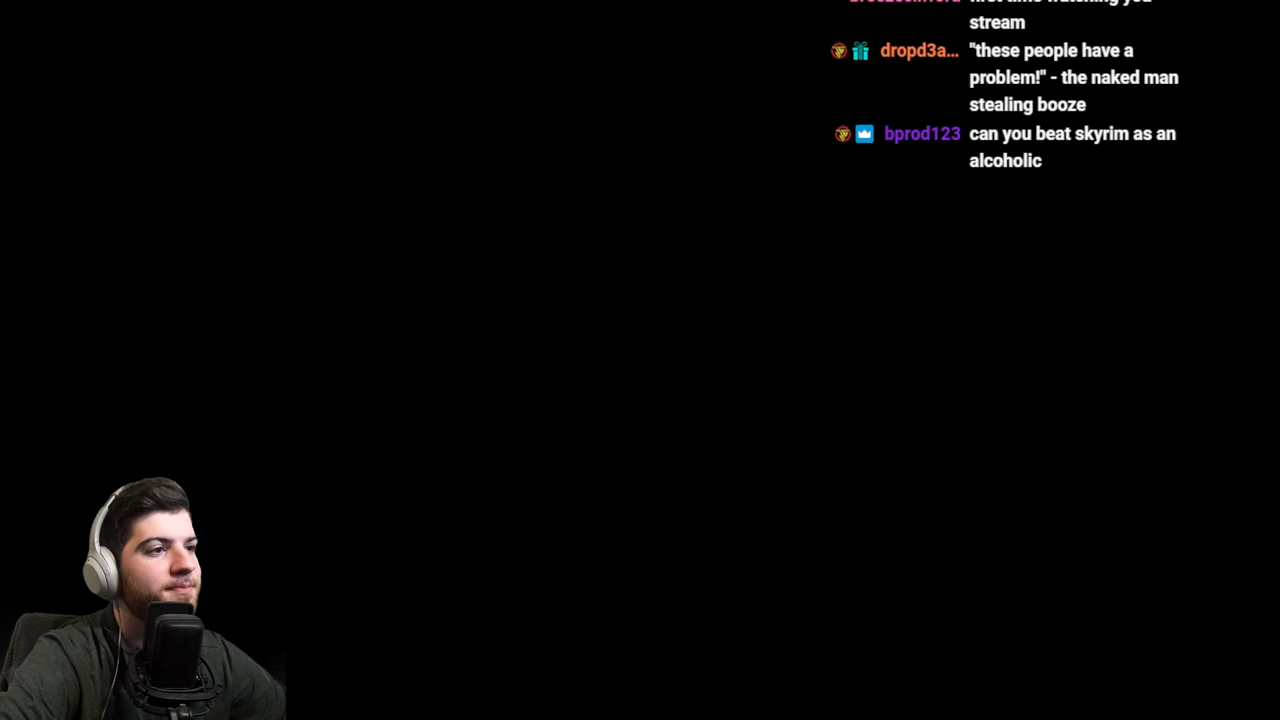 stream
dropd3a... "these people have a
problem!" - the naked man
stealing booze
bprod123 can you beat skyrim as an
alcoholic